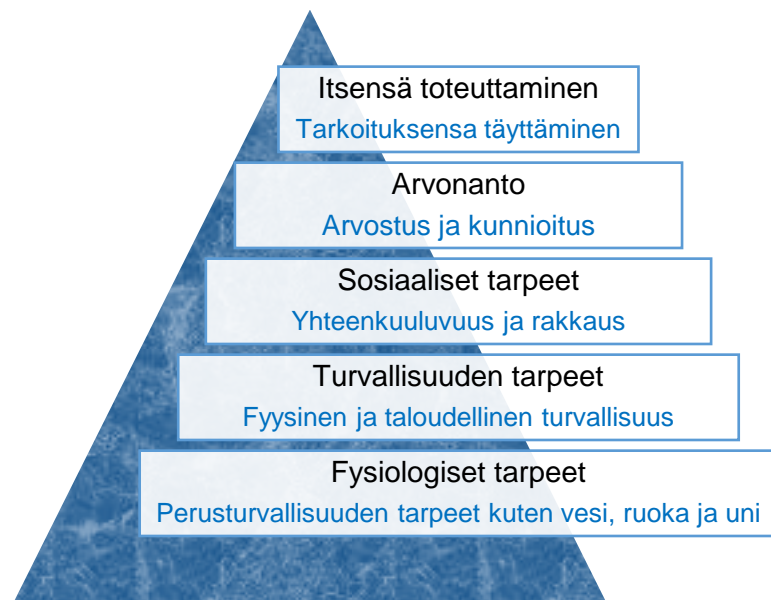 Itsensä toteuttaminen
Tarkoituksensa täyttäminen
Arvonanto
Arvostus ja kunnioitus
Sosiaaliset tarpeet
Yhteenkuuluvuus ja rakkaus
Turvallisuuden tarpeet
Fyysinen ja taloudellinen turvallisuus
Fysiologiset tarpeet
Perusturvallisuuden tarpeet kuten vesi, ruoka ja uni